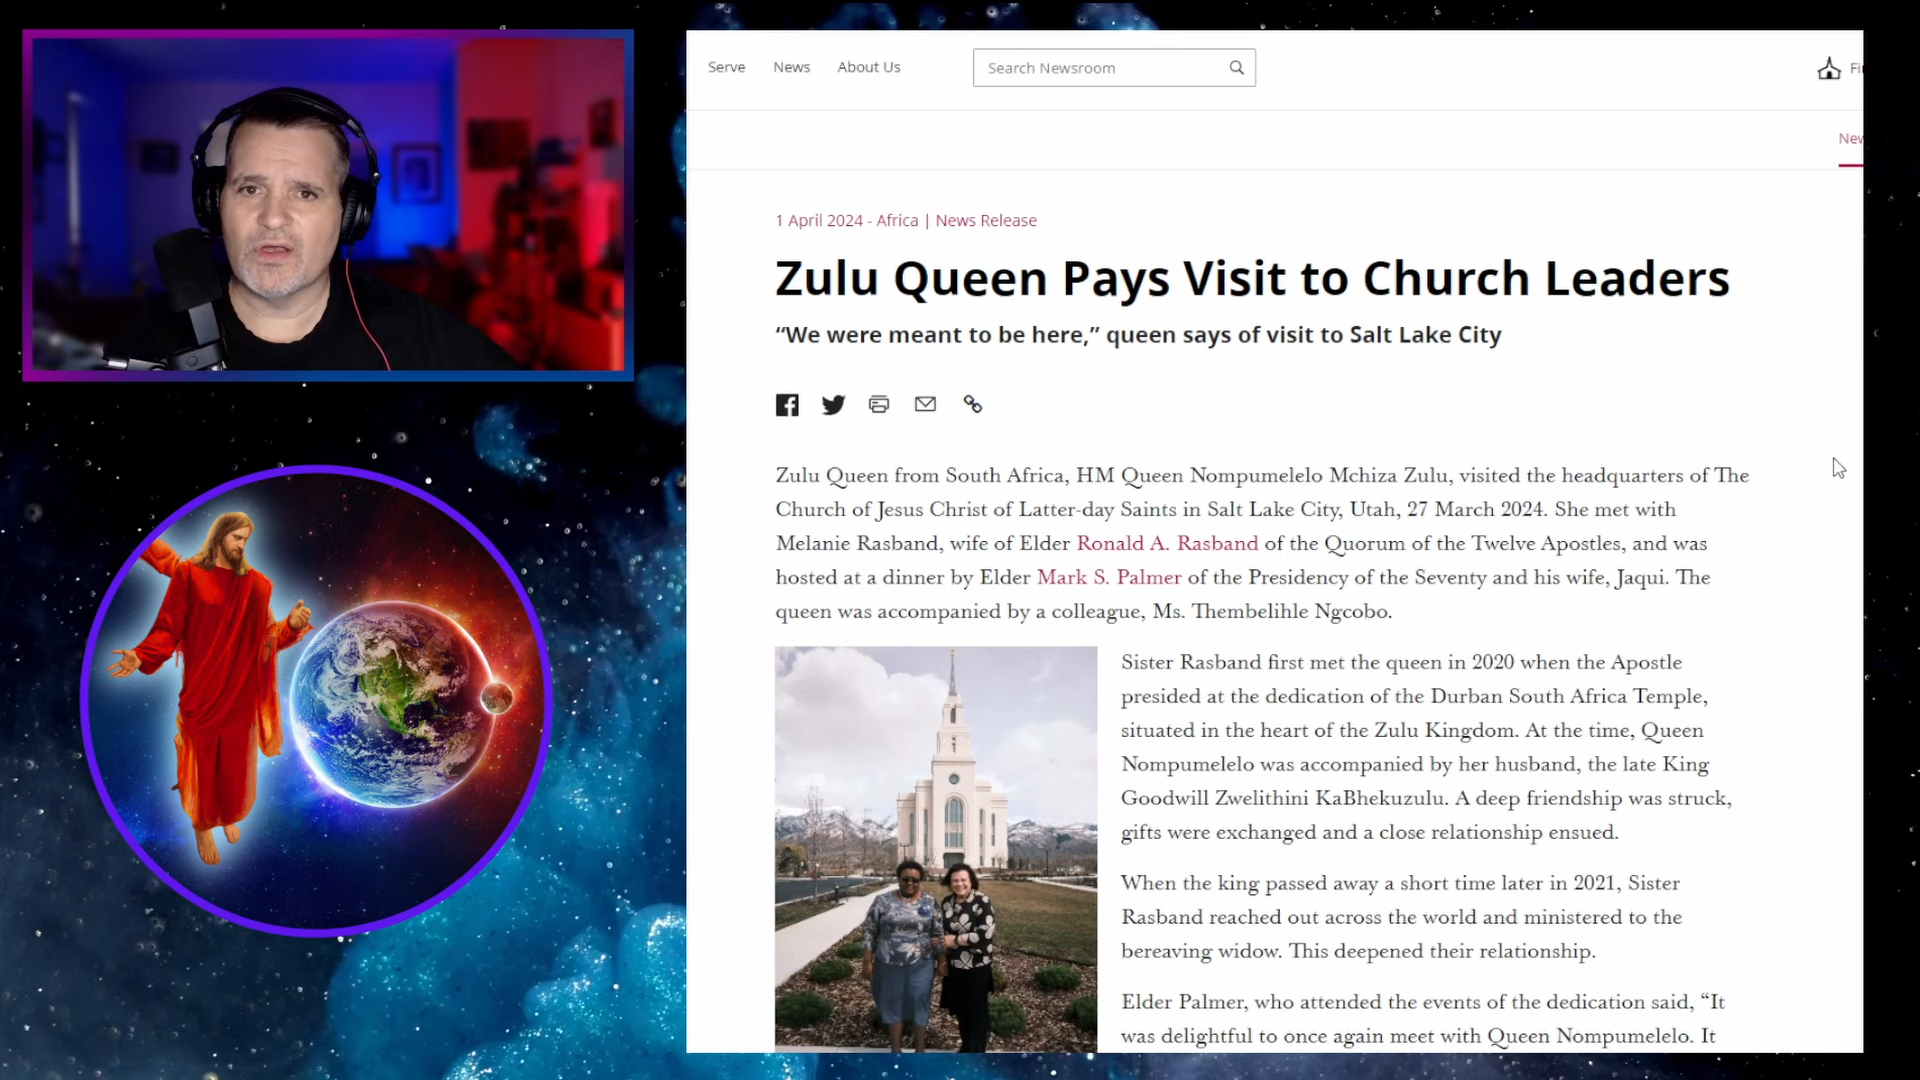 Serve News About Us Search Newsroom
1 April 2024 - Africa | News Release
Zulu Queen Pays Visit to Church Leaders
“We were meant to be here,” queen says of visit to Salt Lake City
Zulu Queen from South Africa, HM Queen Nompumelelo Mchiza Zulu, visited the headquarters of The
Church of Jesus Christ of Latter-day Saints in Salt Lake City, Utah, 27 March 2024. She met with
Melanie Rasband, wife of Elder Ronald A. Rasband of the Quorum of the Twelve Apostles, and was
hosted at a dinner by Elder Mark S. Palmer of the Presidency of the Seventy and his wife, Jaqui. The
queen was accompanied by a colleague, Ms. Thembelihle Ngcobo.
Sister Rasband first met the queen in 2020 when the Apostle
presided at the dedication of the Durban South Africa Temple,
situated in the heart of the Zulu Kingdom. At the time, Queen
Nompumelelo was accompanied by her husband, the late King
Goodwill Zwelithini KaBhekuzulu. A deep friendship was struck,
gifts were exchanged and a close relationship ensued.
When the king passed away a short time later in 2021, Sister
Rasband reached out across the world and ministered to the
bereaving widow. This deepened their relationship.
Elder Palmer, who attended the events of the dedication said, “It
was delightful to once again meet with Queen Nompumelelo. It